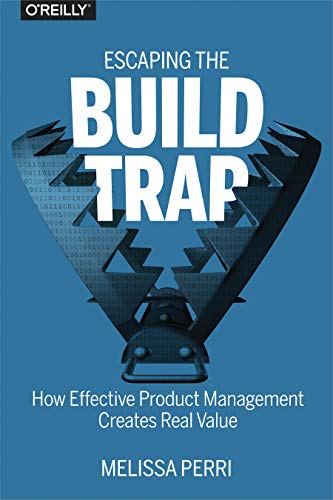 O'REILLY®
ESCAPING THE
BUILD
TRAP
How Effective Product Management
Creates Real Value
MELISSA PERRI